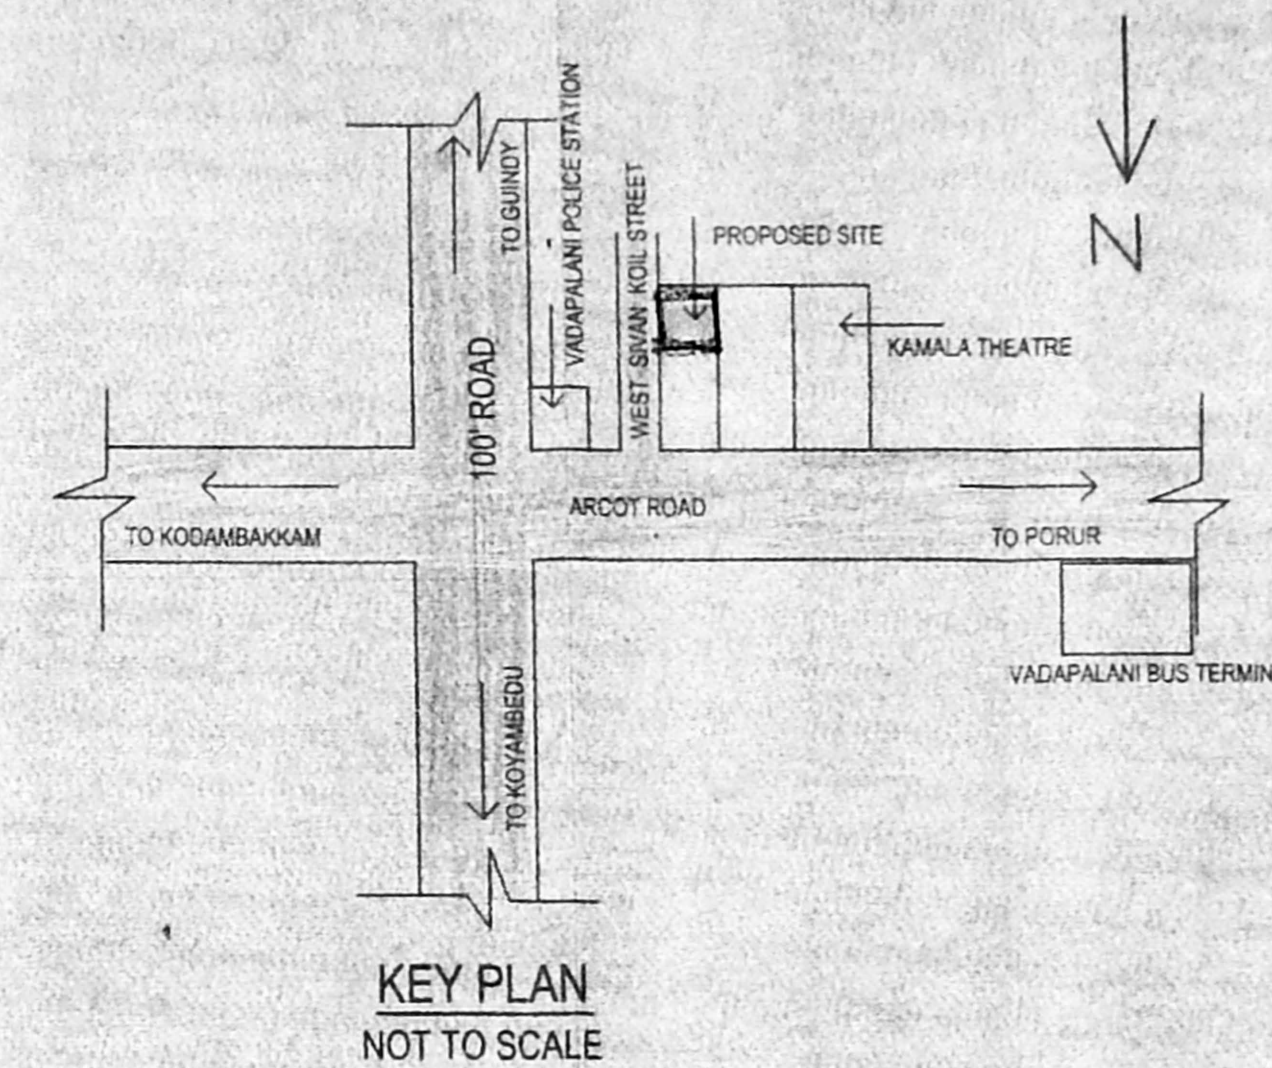 TO GUINDY
VADAPALANI POLICE STATION
WEST SIVAN KOIL STREET
PROPOSED SITE
N
KAMALA THEATRE
100' ROAD
ARCOT ROAD
TO KODAMBAKKAM
TO PORUR
VADAPALANI BUS TERMIN
TO KOYAMBEDU
KEY PLAN
NOT TO SCALE